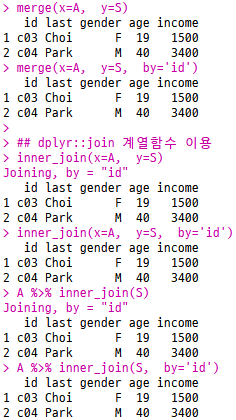 > merge(x=A,  y=S)
   id last gender age income
1 c03 Choi      F  19   1500
2 c04 Park      M  40   3400
> merge(x=A,  y=S,  by='id')
   id last gender age income
1 c03 Choi      F  19   1500
2 c04 Park      M  40   3400
>
> ## dplyr::join 계열함수 이용
> inner_join(x=A,  y=S)
Joining, by = "id"
   id last gender age income
1 c03 Choi      F  19   1500
2 c04 Park      M  40   3400
> inner_join(x=A,  y=S,  by='id')
   id last gender age income
1 c03 Choi      F  19   1500
2 c04 Park      M  40   3400
> A %>% inner_join(S)
Joining, by = "id"
   id last gender age income
1 c03 Choi      F  19   1500
2 c04 Park      M  40   3400
> A %>% inner_join(S,  by='id')
   id last gender age income
1 c03 Choi      F  19   1500
2 c04 Park      M  40   3400